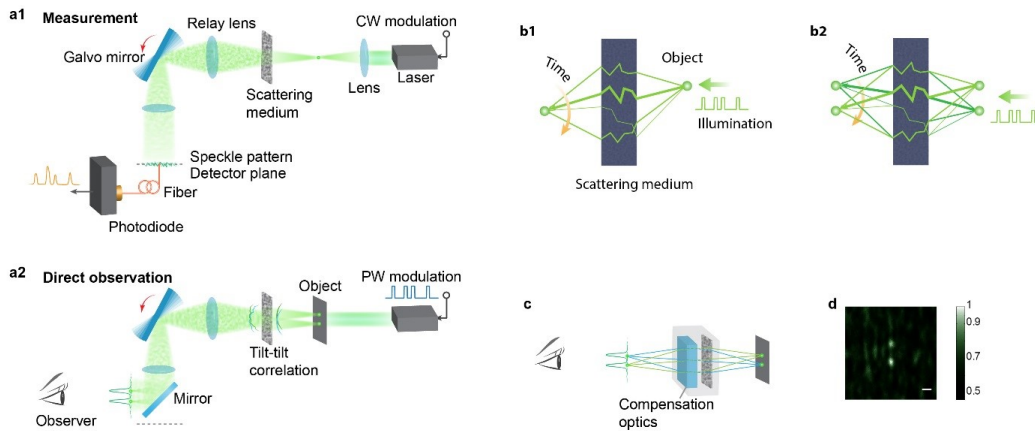 a1 Measurement
Relay lens
CW modulation
Galvo mirror
Laser
Lens
Scattering
medium
Speckle pattern
Detector plane
Fiber
Photodiode
b1
Time
Object
Illumination
Scattering medium
b2
Time
a2 Direct observation
Object
PW modulation
Tilt-tilt
correlation
Mirror
Observer
c
Compensation
optics
d
1
0.9
0.7
0.5